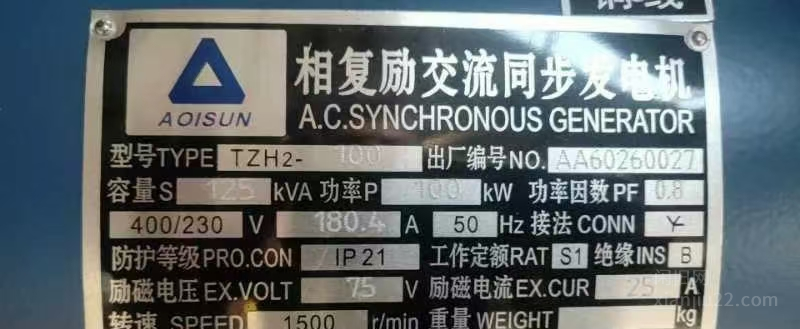 相复励交流同步发电机
AOISUN A.C.SYNCHRONOUS GENERATOR
型号TYPE TZH2-100 出厂编号NO. AA60260027
容量S 125 kVA 功率P 100 kW 功率因数PF 0.8
400/230 V 180.4 A 50 Hz 接法CONN Y
防护等级PRO.CON IP21 工作定额RAT S1 绝缘INS B
励磁电压EX.VOLT 75 V 励磁电流EX.CUR 25 A
转速 SPEED 1500 r/min 重量 WEIGHT kg